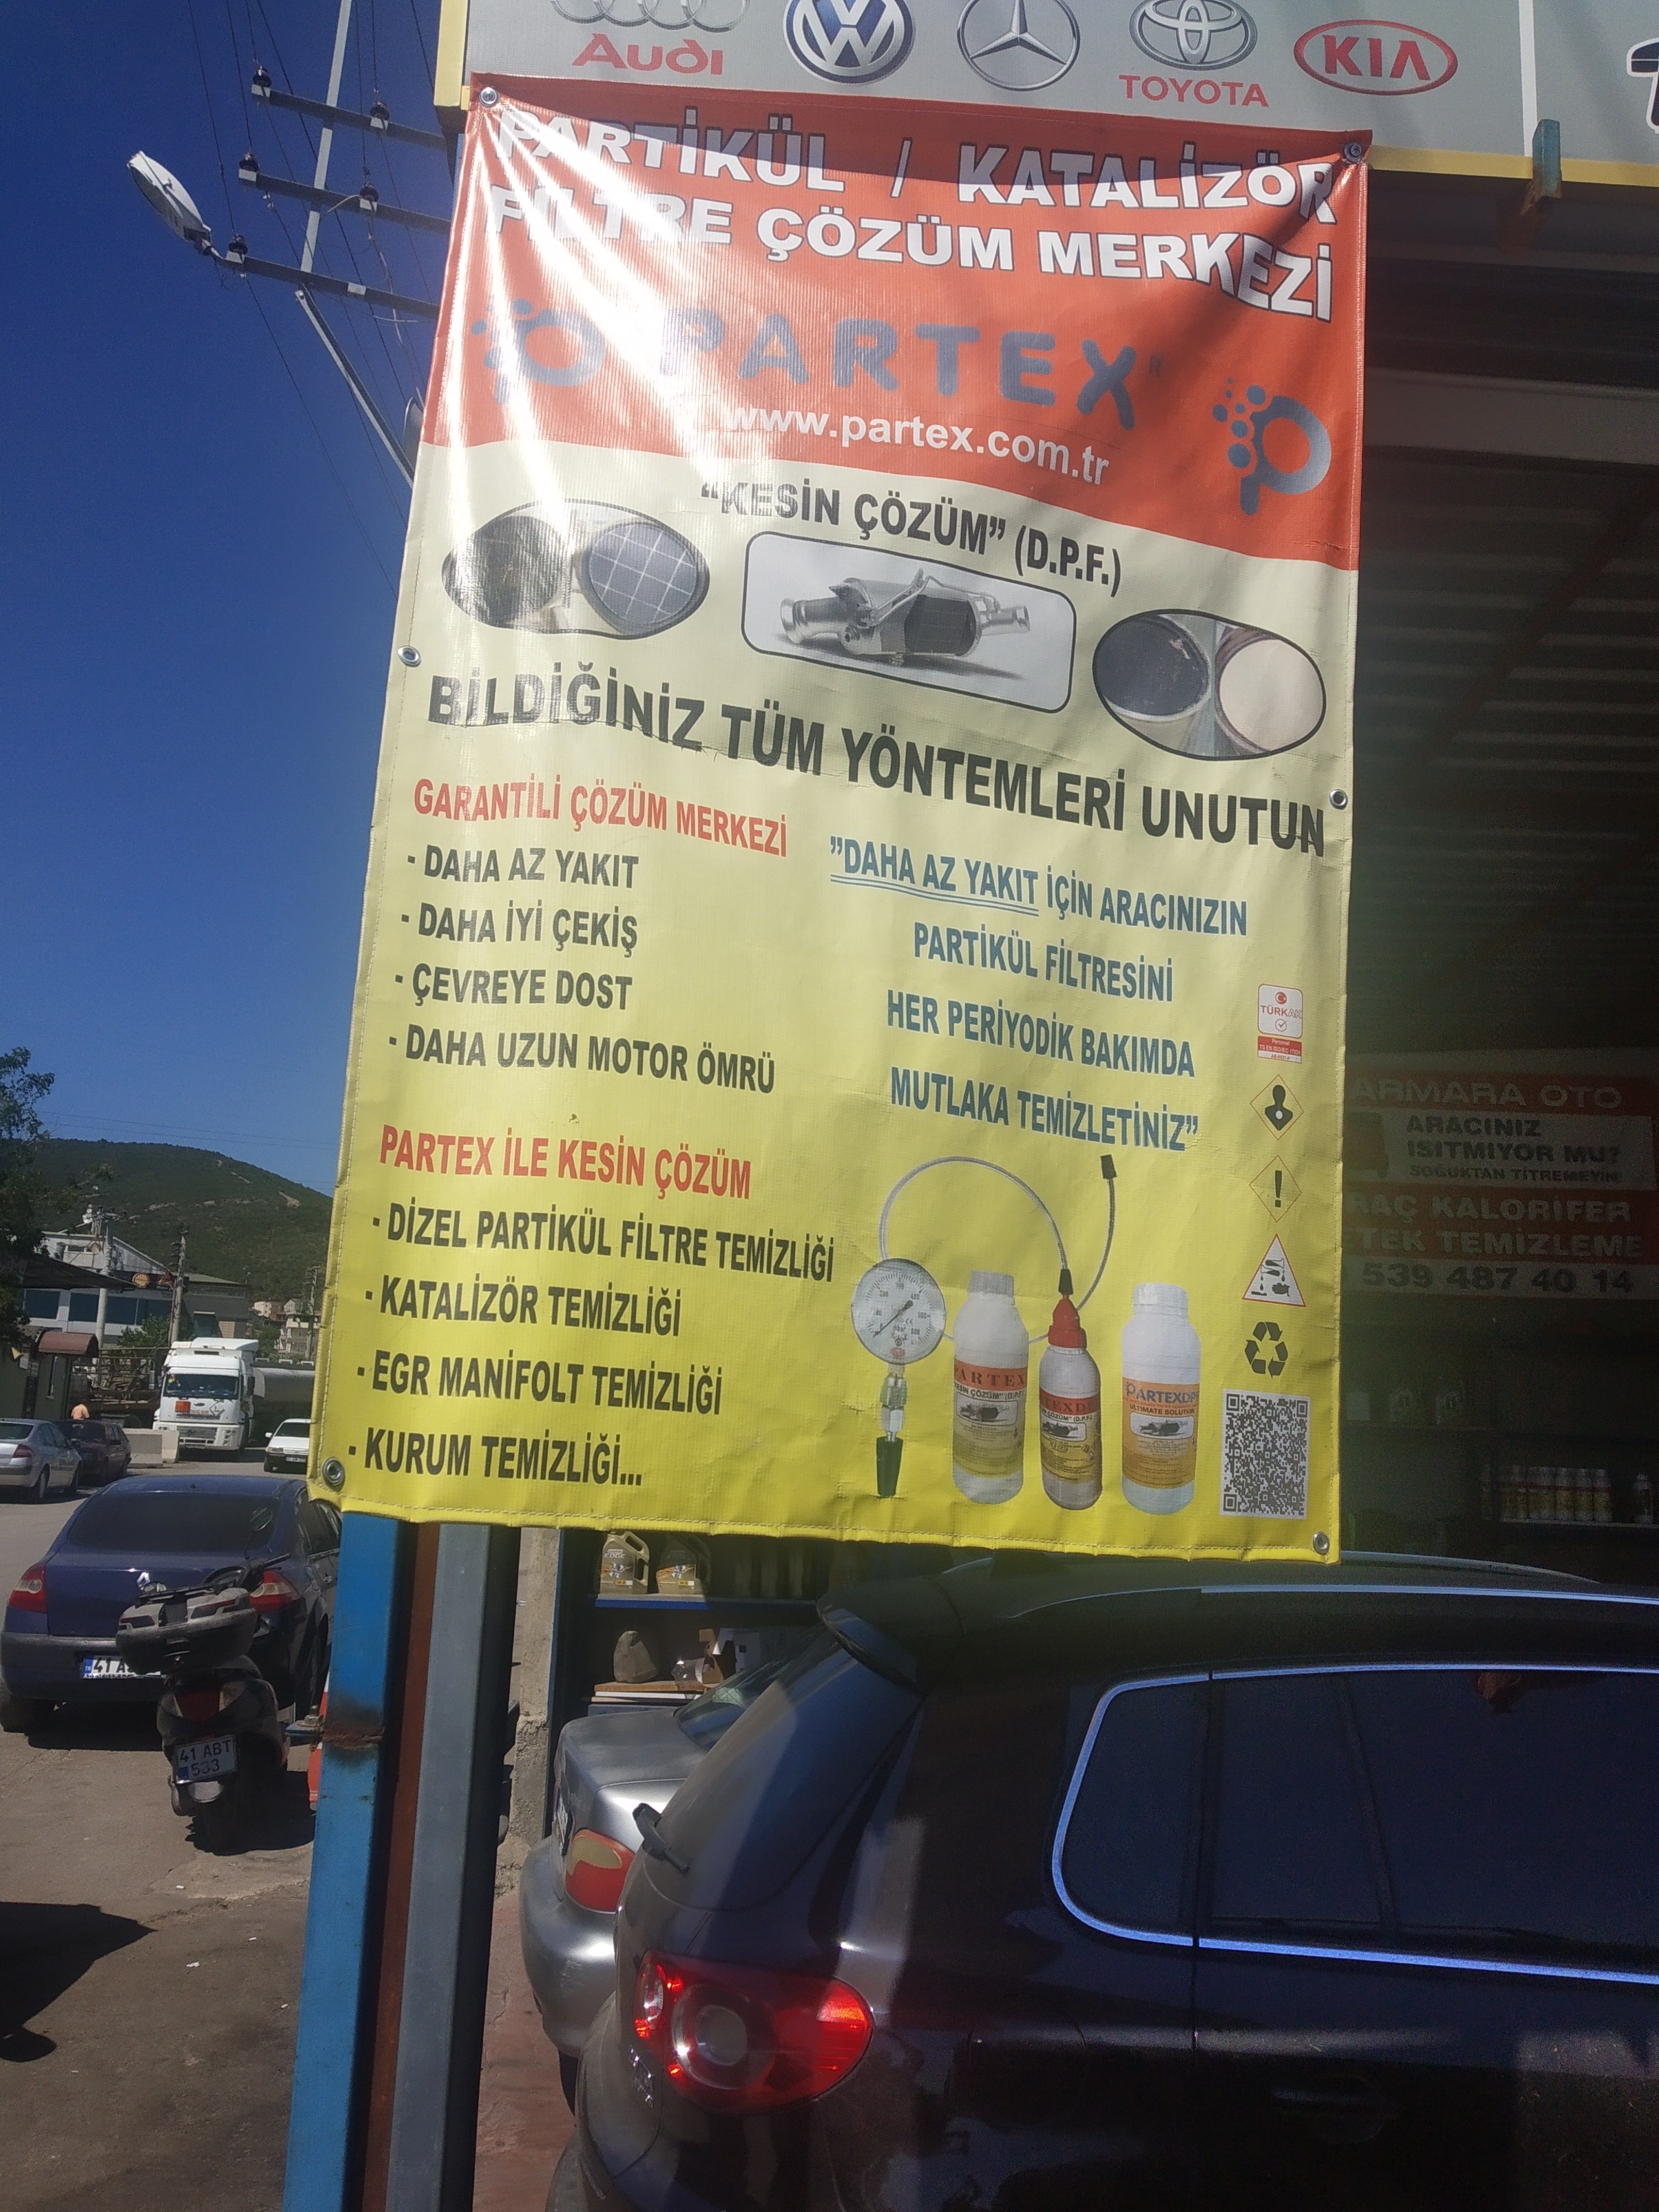 Audi
TOYOTA
KIA
PARTİKÜL / KATALİZÖR
FİLTRE ÇÖZÜM MERKEZİ
PARTEX
www.partex.com.tr
"KESİN ÇÖZÜM" (D.P.F.)
BİLDİĞİNİZ TÜM YÖNTEMLERİ UNUTUN
GARANTİLİ ÇÖZÜM MERKEZİ
- DAHA AZ YAKIT
- DAHA İYİ ÇEKİŞ
- ÇEVREYE DOST
- DAHA UZUN MOTOR ÖMRÜ
"DAHA AZ YAKIT İÇİN ARACINIZIN
PARTİKÜL FİLTRESİNİ
HER PERİYODİK BAKIMDA
MUTLAKA TEMİZLETİNİZ"
TÜRKAK
Personel
PARTEX İLE KESİN ÇÖZÜM
- DİZEL PARTİKÜL FİLTRE TEMİZLİĞİ
- KATALİZÖR TEMİZLİĞİ
- EGR MANİFOLT TEMİZLİĞİ
- KURUM TEMİZLİĞİ...
PARTEX
"KESİN ÇÖZÜM" (D.P.F.)
PARTEXDPF
ULTIMATE SOLUTION
ARMARA OTO
ARACINIZ
ISITMIYOR MU?
SOĞUKTAN TİTREMEYİN!
KALORİFER
TEK TEMİZLEME
539 487 40 14
41 ABT
533